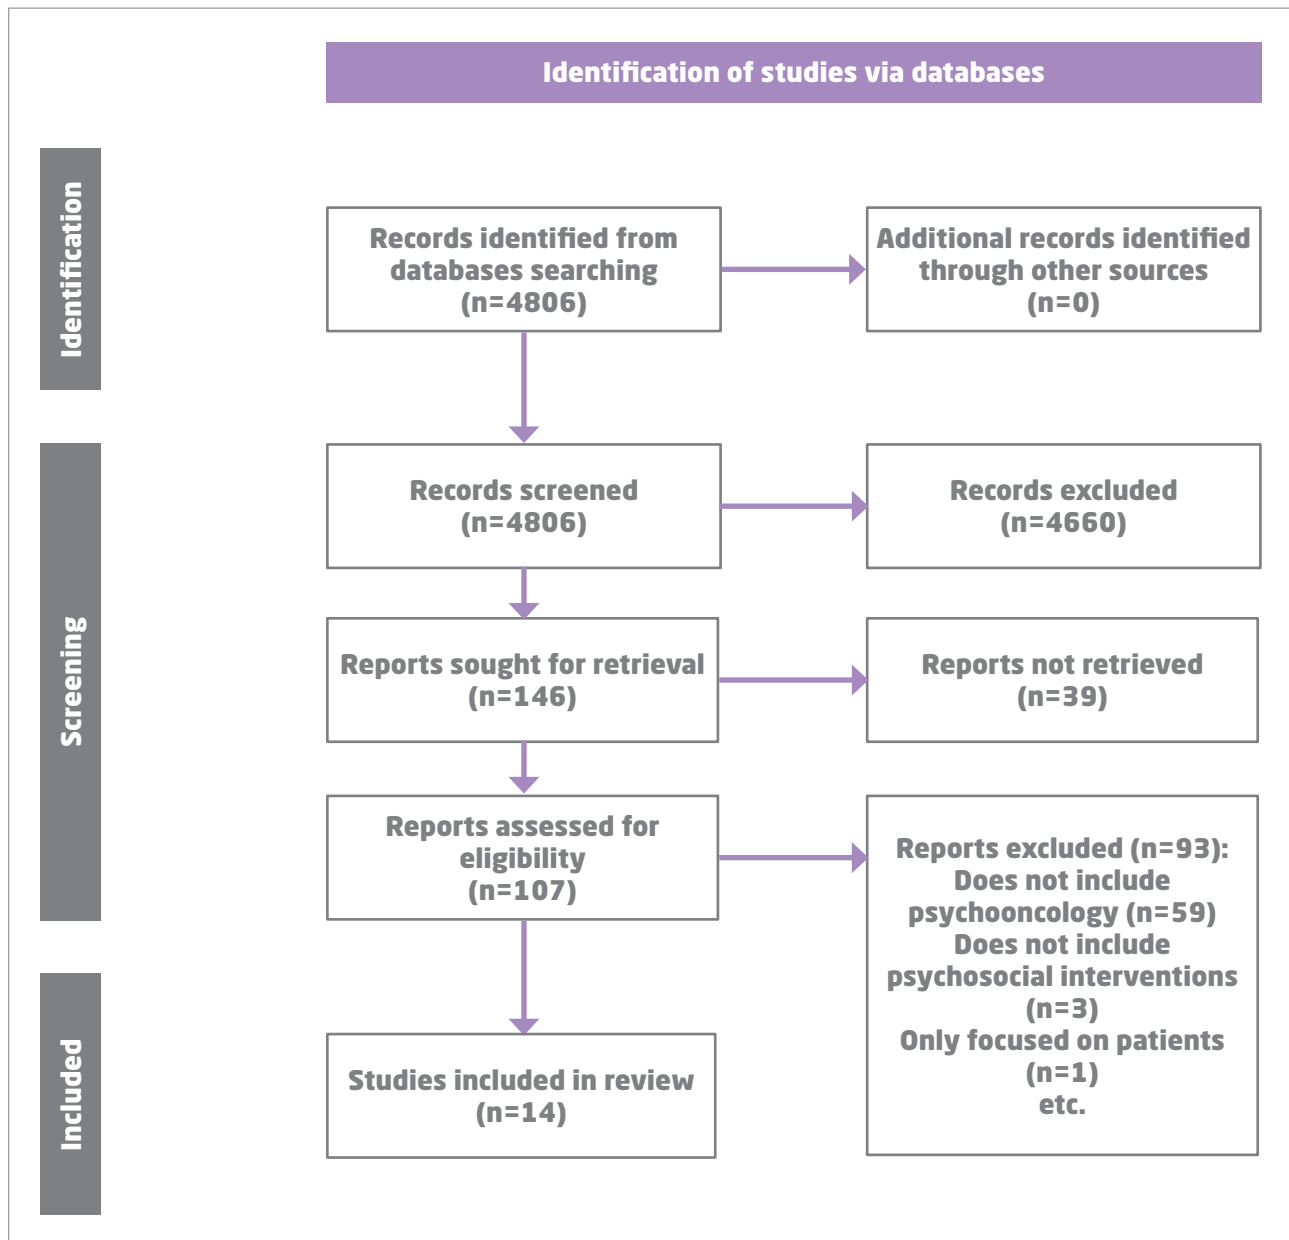 Identification of studies via databases
Identification
Records identified from
databases searching
(n=4806)
Additional records identified
through other sources
(n=0)
Screening
Records screened
(n=4806)
Records excluded
(n=4660)
Reports sought for retrieval
(n=146)
Reports not retrieved
(n=39)
Reports assessed for
eligibility
(n=107)
Reports excluded (n=93):
Does not include
psychooncology (n=59)
Does not include
psychosocial interventions
(n=3)
Only focused on patients
(n=1)
etc.
Included
Studies included in review
(n=14)